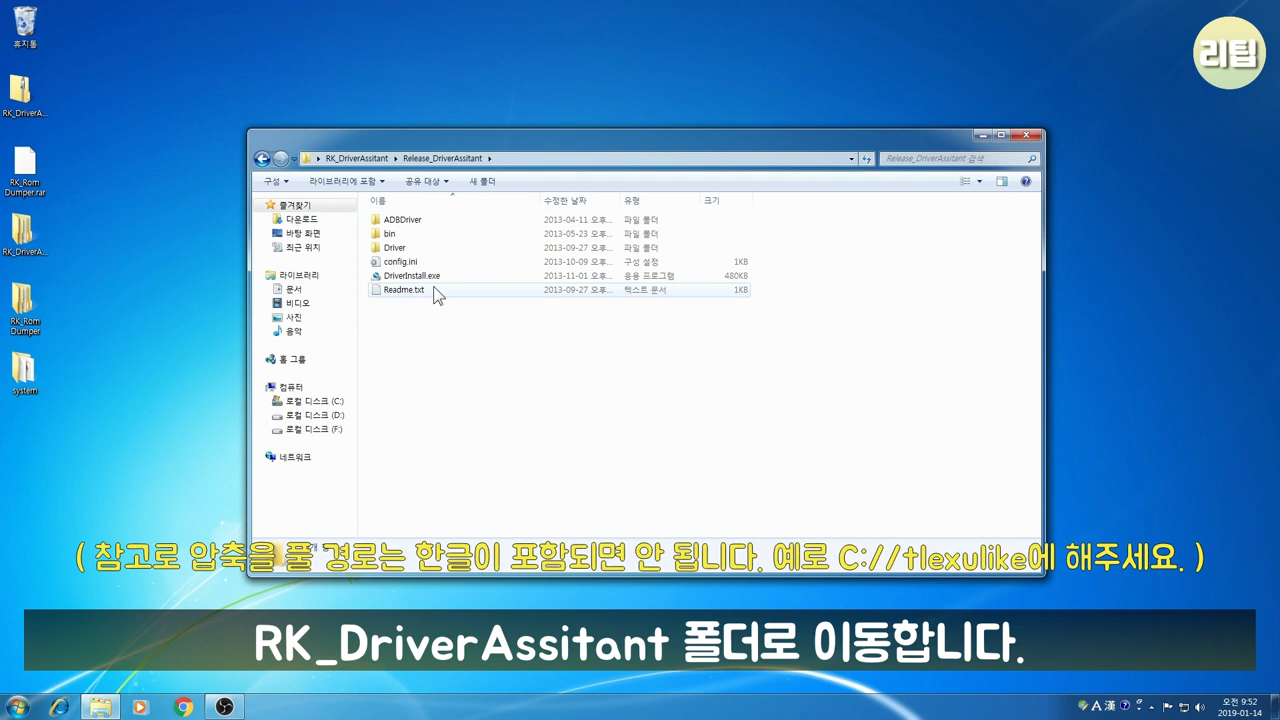 휴지통
리팁
RK_DriverA...
RK_Rom
Dumper.rar
RK_DriverA...
RK_Rom
Dumper
system
RK_DriverAssitant
Release_DriverAssitant
Release_DriverAssitant 검색
구성
라이브러리에 포함
공유 대상
새 폴더
즐겨찾기
다운로드
바탕 화면
최근 위치
라이브러리
문서
비디오
사진
음악
홈 그룹
컴퓨터
로컬 디스크 (C:)
로컬 디스크 (D:)
로컬 디스크 (F:)
네트워크
이름 수정한 날짜 유형 크기
ADBDriver 2013-04-11 오후... 파일 폴더
bin 2013-05-23 오후... 파일 폴더
Driver 2013-09-27 오후... 파일 폴더
config.ini 2013-10-09 오후... 구성 설정 1KB
DriverInstall.exe 2013-11-01 오후... 응용 프로그램 480KB
Readme.txt 2013-09-27 오후... 텍스트 문서 1KB
( 참고로 압축을 풀 경로는 한글이 포함되면 안 됩니다. 예로 C://tlexulike에 해주세요. )
RK_DriverAssitant 폴더로 이동합니다.
A 漢
오전 9:52
2019-01-14